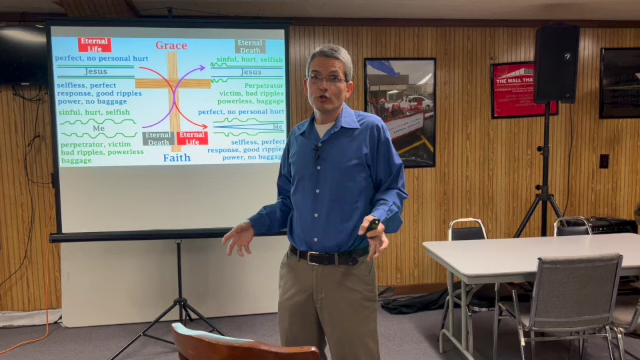 Eternal
Life
Grace
Eternal
Death
perfect, no personal hurt
sinful, hurt, selfish
Jesus
Jesus
selfless, perfect
response, good ripples
power, no baggage
Perpetrator
victim, bad ripples
powerless, baggage
sinful, hurt, selfish
perfect, no personal hurt
Me
Me
Eternal
Death
Eternal
Life
perpetrator, victim
bad ripples, powerless
baggage
Faith
selfless, perfect
response, good ripples
power, no baggage
THE WALL THA